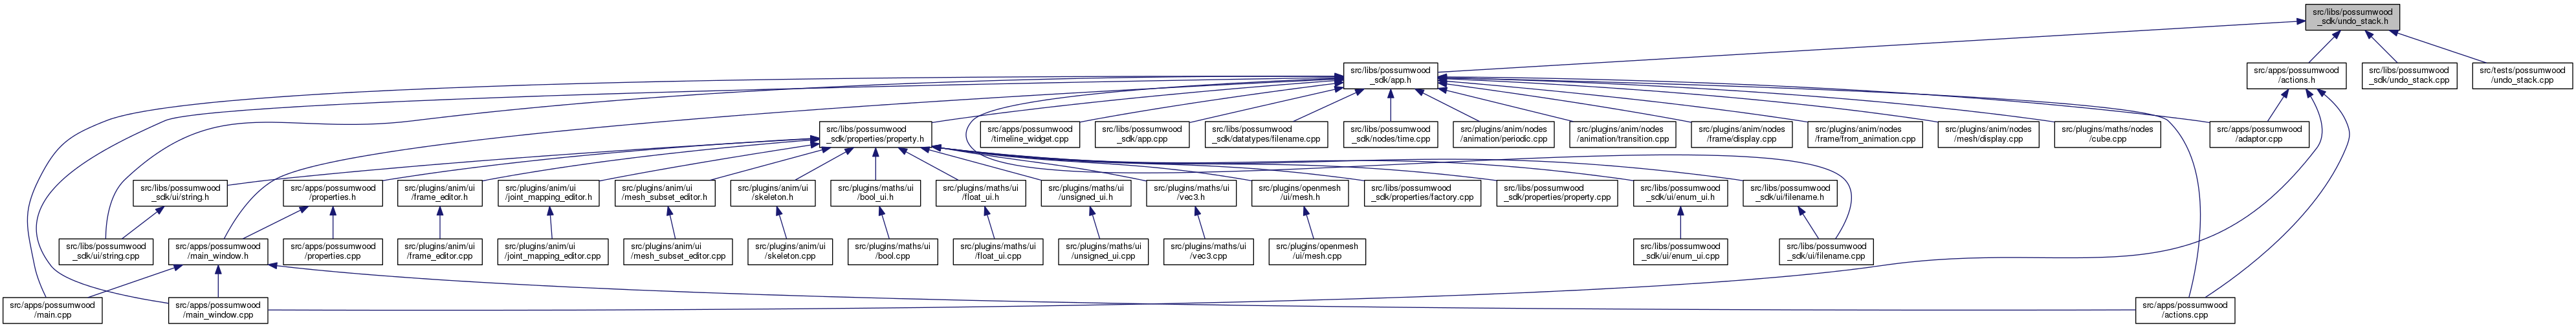 src/libs/possumwood
_sdk/undo_stack.h
src/libs/possumwood
_sdk/app.h
src/apps/possumwood
/actions.h
src/libs/possumwood
_sdk/undo_stack.cpp
src/tests/possumwood
/undo_stack.cpp
src/libs/possumwood
_sdk/properties/property.h
src/apps/possumwood
/timeline_widget.cpp
src/libs/possumwood
_sdk/app.cpp
src/libs/possumwood
_sdk/datatypes/filename.cpp
src/libs/possumwood
_sdk/nodes/time.cpp
src/plugins/anim/nodes
/animation/periodic.cpp
src/plugins/anim/nodes
/animation/transition.cpp
src/plugins/anim/nodes
/frame/display.cpp
src/plugins/anim/nodes
/frame/from_animation.cpp
src/plugins/anim/nodes
/mesh/display.cpp
src/plugins/maths/nodes
/cube.cpp
src/apps/possumwood
/adaptor.cpp
src/libs/possumwood
_sdk/ui/string.h
src/apps/possumwood
/properties.h
src/plugins/anim/ui
/frame_editor.h
src/plugins/anim/ui
/joint_mapping_editor.h
src/plugins/anim/ui
/mesh_subset_editor.h
src/plugins/anim/ui
/skeleton.h
src/plugins/maths/ui
/bool_ui.h
src/plugins/maths/ui
/float_ui.h
src/plugins/maths/ui
/unsigned_ui.h
src/plugins/maths/ui
/vec3.h
src/plugins/openmesh
/ui/mesh.h
src/libs/possumwood
_sdk/properties/factory.cpp
src/libs/possumwood
_sdk/properties/property.cpp
src/libs/possumwood
_sdk/ui/enum_ui.h
src/libs/possumwood
_sdk/ui/filename.h
src/libs/possumwood
_sdk/ui/string.cpp
src/apps/possumwood
/main_window.h
src/apps/possumwood
/properties.cpp
src/plugins/anim/ui
/frame_editor.cpp
src/plugins/anim/ui
/joint_mapping_editor.cpp
src/plugins/anim/ui
/mesh_subset_editor.cpp
src/plugins/anim/ui
/skeleton.cpp
src/plugins/maths/ui
/bool.cpp
src/plugins/maths/ui
/float_ui.cpp
src/plugins/maths/ui
/unsigned_ui.cpp
src/plugins/maths/ui
/vec3.cpp
src/plugins/openmesh
/ui/mesh.cpp
src/libs/possumwood
_sdk/ui/enum_ui.cpp
src/libs/possumwood
_sdk/ui/filename.cpp
src/apps/possumwood
/main.cpp
src/apps/possumwood
/main_window.cpp
src/apps/possumwood
/actions.cpp